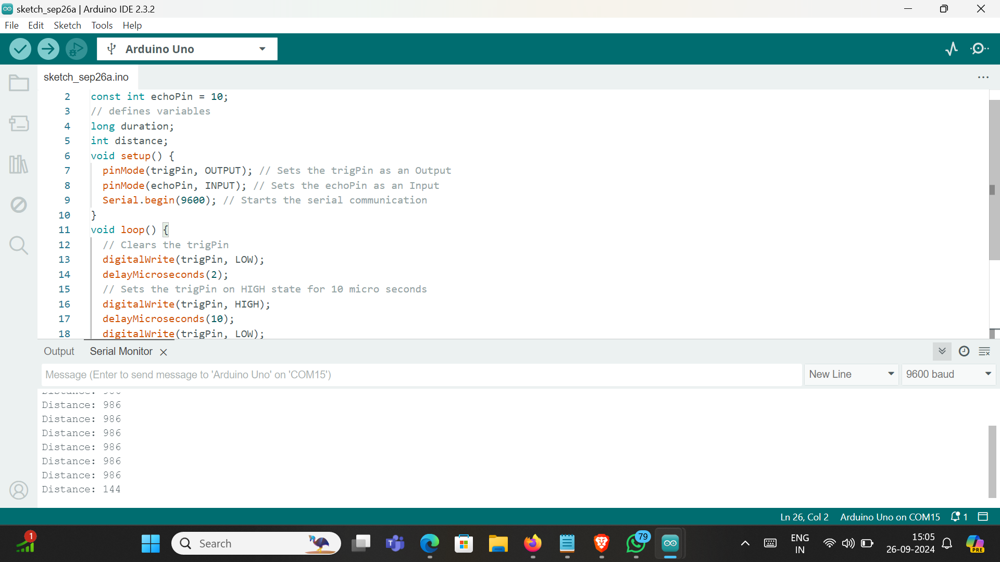 sketch_sep26a | Arduino IDE 2.3.2
File Edit Sketch Tools Help
Arduino Uno
sketch_sep26a.ino
2 const int echoPin = 10;
3 // defines variables
4 long duration;
5 int distance;
6 void setup() {
7 pinMode(trigPin, OUTPUT); // Sets the trigPin as an Output
8 pinMode(echoPin, INPUT); // Sets the echoPin as an Input
9 Serial.begin(9600); // Starts the serial communication
10 }
11 void loop() {
12 // Clears the trigPin
13 digitalWrite(trigPin, LOW);
14 delayMicroseconds(2);
15 // Sets the trigPin on HIGH state for 10 micro seconds
16 digitalWrite(trigPin, HIGH);
17 delayMicroseconds(10);
18 digitalWrite(trigPin, LOW);
Output Serial Monitor
Message (Enter to send message to 'Arduino Uno' on 'COM15') New Line 9600 baud
Distance: 986
Distance: 986
Distance: 986
Distance: 986
Distance: 986
Distance: 986
Distance: 144
Ln 26, Col 2 Arduino Uno on COM15 1
1 Search 79 ENG 15:05
IN 26-09-2024 PRE